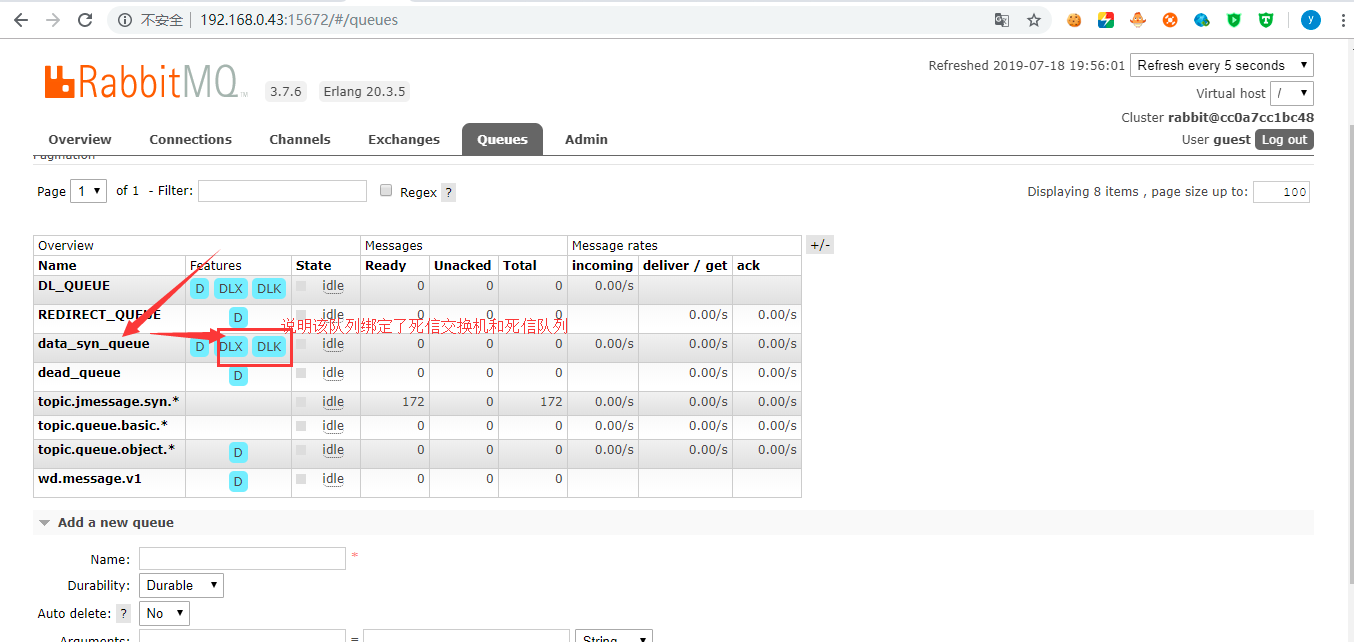 不安全 192.168.0.43:15672/#/queues
y
RabbitMQ TM 3.7.6 Erlang 20.3.5
Refreshed 2019-07-18 19:56:01 Refresh every 5 seconds
Virtual host /
Cluster rabbit@cc0a7cc1bc48
User guest Log out
Overview Connections Channels Exchanges Queues Admin
Pagination
Page 1 of 1 - Filter: Regex ? Displaying 8 items , page size up to: 100
Overview Messages Message rates +/-
Name Features State Ready Unacked Total incoming deliver / get ack
DL_QUEUE D DLX DLK idle 0 0 0 0.00/s
REDIRECT_QUEUE D idle 0 0 0 0.00/s 0.00/s
说明该队列绑定了死信交换机和死信队列
data_syn_queue D DLX DLK idle 0 0 0 0.00/s 0.00/s 0.00/s
dead_queue D idle 0 0 0 0.00/s 0.00/s
topic.jmessage.syn.* idle 172 0 172 0.00/s 0.00/s 0.00/s
topic.queue.basic.* idle 0 0 0 0.00/s 0.00/s 0.00/s
topic.queue.object.* D idle 0 0 0 0.00/s 0.00/s 0.00/s
wd.message.v1 D idle 0 0 0
Add a new queue
Name: *
Durability: Durable
Auto delete: ? No
Arguments: = String